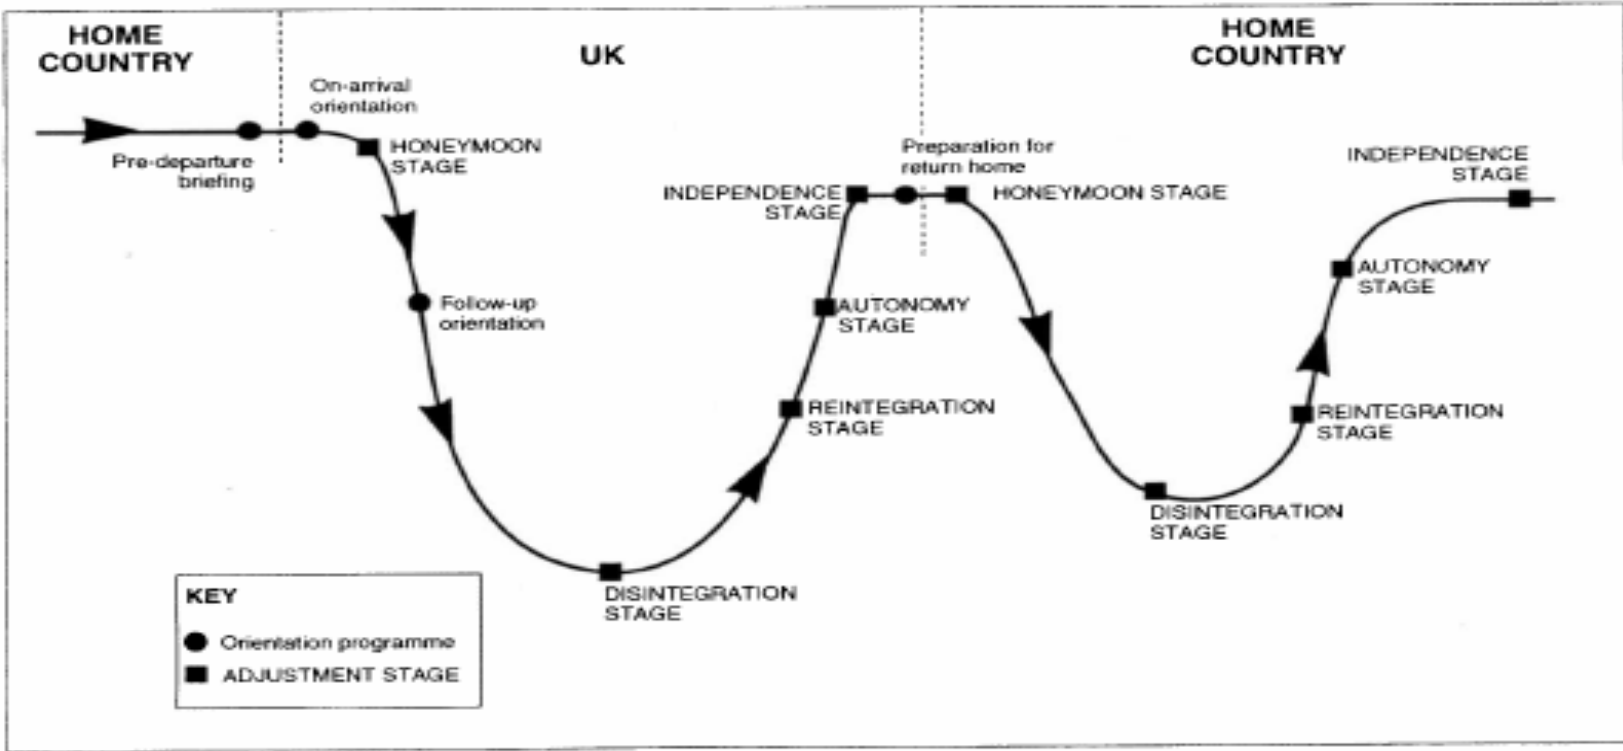 HOME
COUNTRY
UK
HOME
COUNTRY
On-arrival
orientation
Pre-departure
briefing
HONEYMOON
STAGE
Follow-up
orientation
DISINTEGRATION
STAGE
REINTEGRATION
STAGE
AUTONOMY
STAGE
INDEPENDENCE
STAGE
Preparation for
return home
HONEYMOON STAGE
DISINTEGRATION
STAGE
REINTEGRATION
STAGE
AUTONOMY
STAGE
INDEPENDENCE
STAGE
KEY
Orientation programme
ADJUSTMENT STAGE